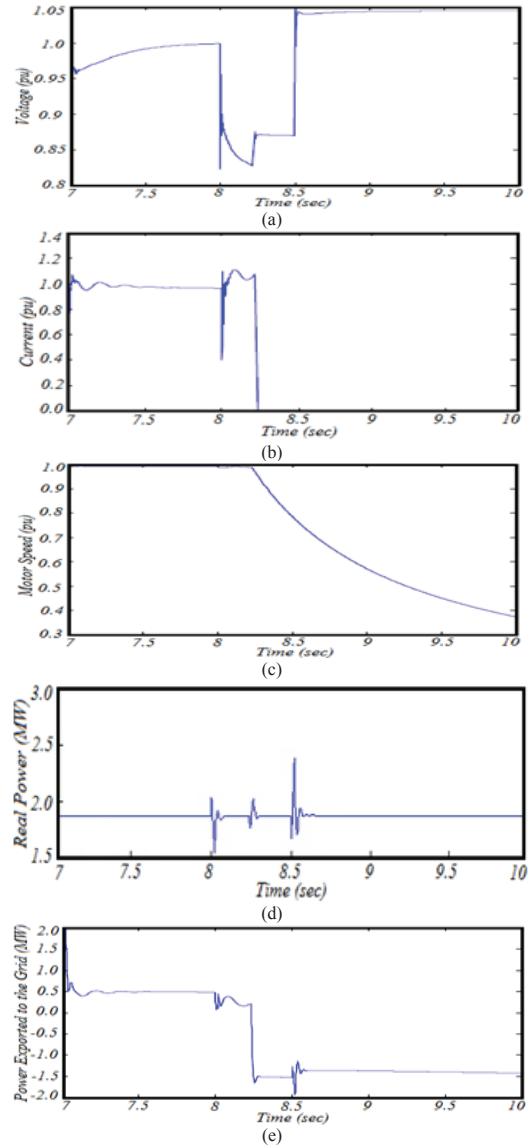 1.05
1.0
0.95
0.9
0.85
0.8
Voltage (pu)
7 7.5 8 8.5 9 9.5 10
Time (sec)
(a)
1.4
1.2
1.0
0.8
0.6
0.4
1.2
0.0
Current (pu)
7 7.5 8 8.5 9 9.5 10
Time (sec)
(b)
1.0
0.9
0.8
0.7
0.6
0.5
0.4
0.3
Motor Speed (pu)
7 7.5 8 8.5 9 9.5 10
Time (sec)
(c)
3.0
2.5
2.0
1.5
Real Power (MW)
7 7.5 8 8.5 9 9.5 10
Time (sec)
(d)
2.0
1.5
1.0
0.5
0.0
-0.5
-1.0
-1.5
-2.0
Power Exported to the Grid (MW)
7 7.5 8 8.5 9 9.5 10
Time (sec)
(e)